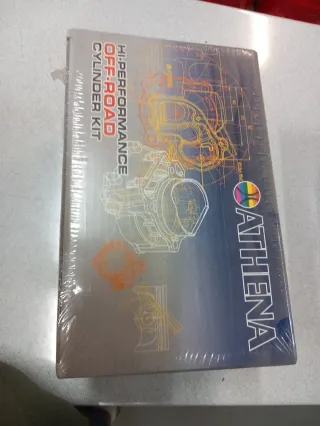 HI-PERFORMANCE
OFF-ROAD
CYLINDER KIT
ATHENA